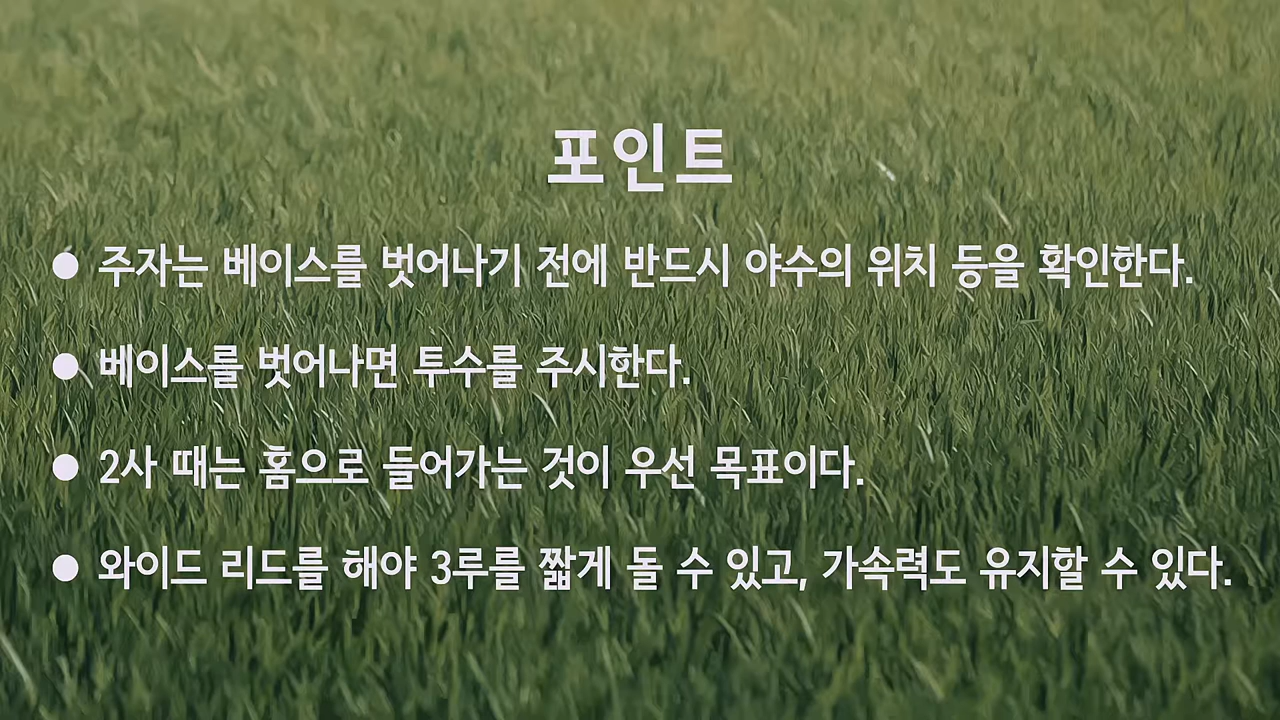 포인트
● 주자는 베이스를 벗어나기 전에 반드시 야수의 위치 등을 확인한다.
● 베이스를 벗어나면 투수를 주시한다.
● 2사 때는 홈으로 들어가는 것이 우선 목표이다.
● 와이드 리드를 해야 3루를 짧게 돌 수 있고, 가속력도 유지할 수 있다.